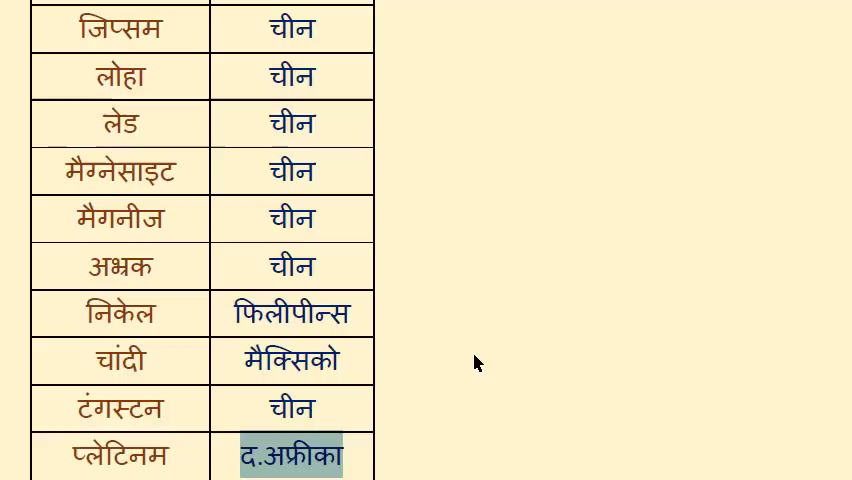 जिप्सम चीन
लोहा चीन
लेड चीन
मैग्नेसाइट चीन
मैगनीज चीन
अभ्रक चीन
निकेल फिलीपीन्स
चांदी मैक्सिको
टंगस्टन चीन
प्लेटिनम द.अफ्रीका